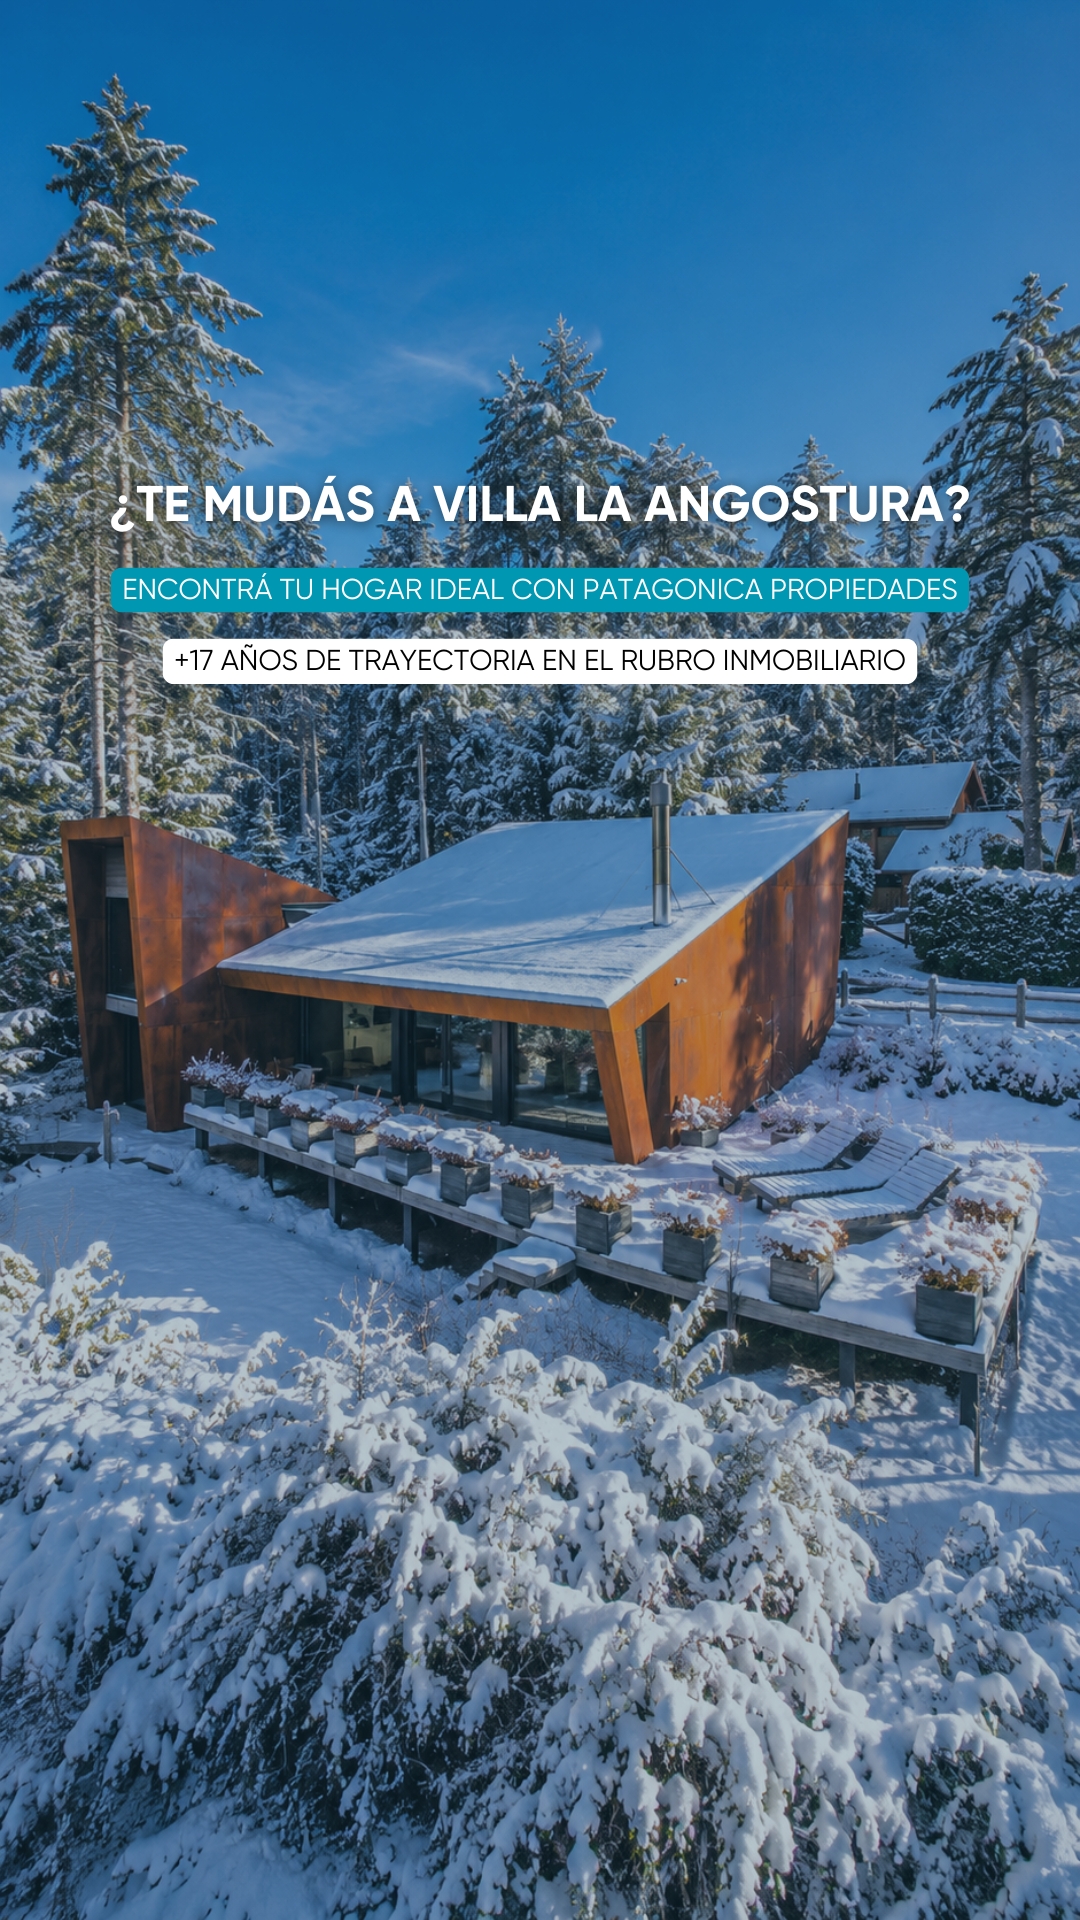 ¿TE MUDÁS A VILLA LA ANGOSTURA?
ENCONTRÁ TU HOGAR IDEAL CON PATAGONICA PROPIEDADES
+17 AÑOS DE TRAYECTORIA EN EL RUBRO INMOBILIARIO